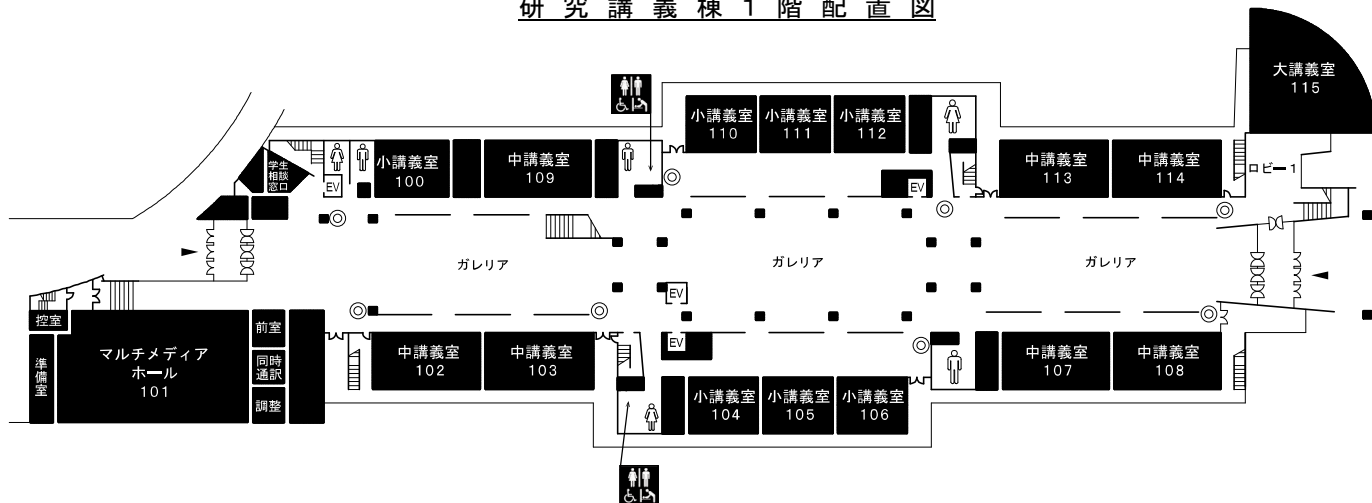 研究講義棟１階配置図
大講義室
115
小講義室
110
小講義室
111
小講義室
112
学生
相談
窓口
EV
小講義室
100
中講義室
109
EV
中講義室
113
中講義室
114
ロビー1
ガレリア
ガレリア
ガレリア
EV
EV
控室
準備室
マルチメディア
ホール
101
前室
同時
通訳
調整
中講義室
102
中講義室
103
中講義室
107
中講義室
108
小講義室
104
小講義室
105
小講義室
106